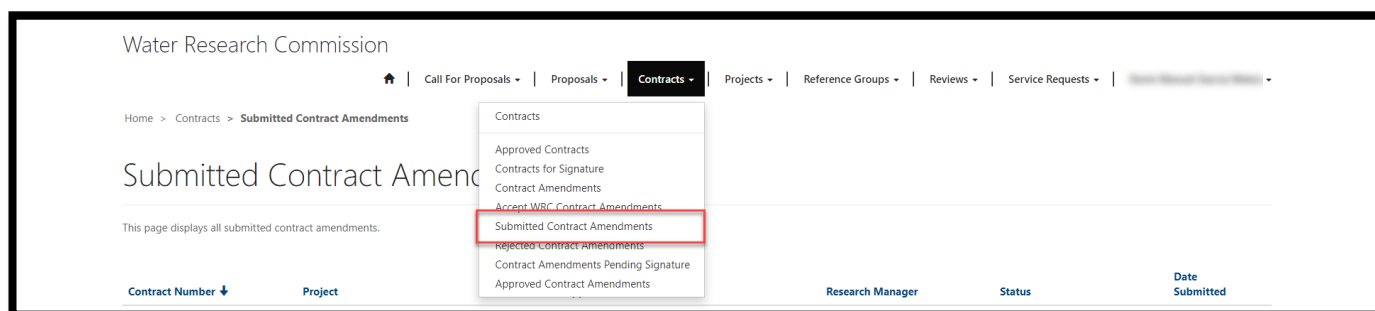 Water Research Commission
Call For Proposals
Proposals
Contracts
Projects
Reference Groups
Reviews
Service Requests
Home > Contracts > Submitted Contract Amendments
Contracts
Approved Contracts
Contracts for Signature
Contract Amendments
Accept WRC Contract Amendments
Submitted Contract Amendments
Rejected Contract Amendments
Contract Amendments Pending Signature
Approved Contract Amendments
Submitted Contract Amen
This page displays all submitted contract amendments.
Contract Number
Project
Research Manager
Status
Date
Submitted